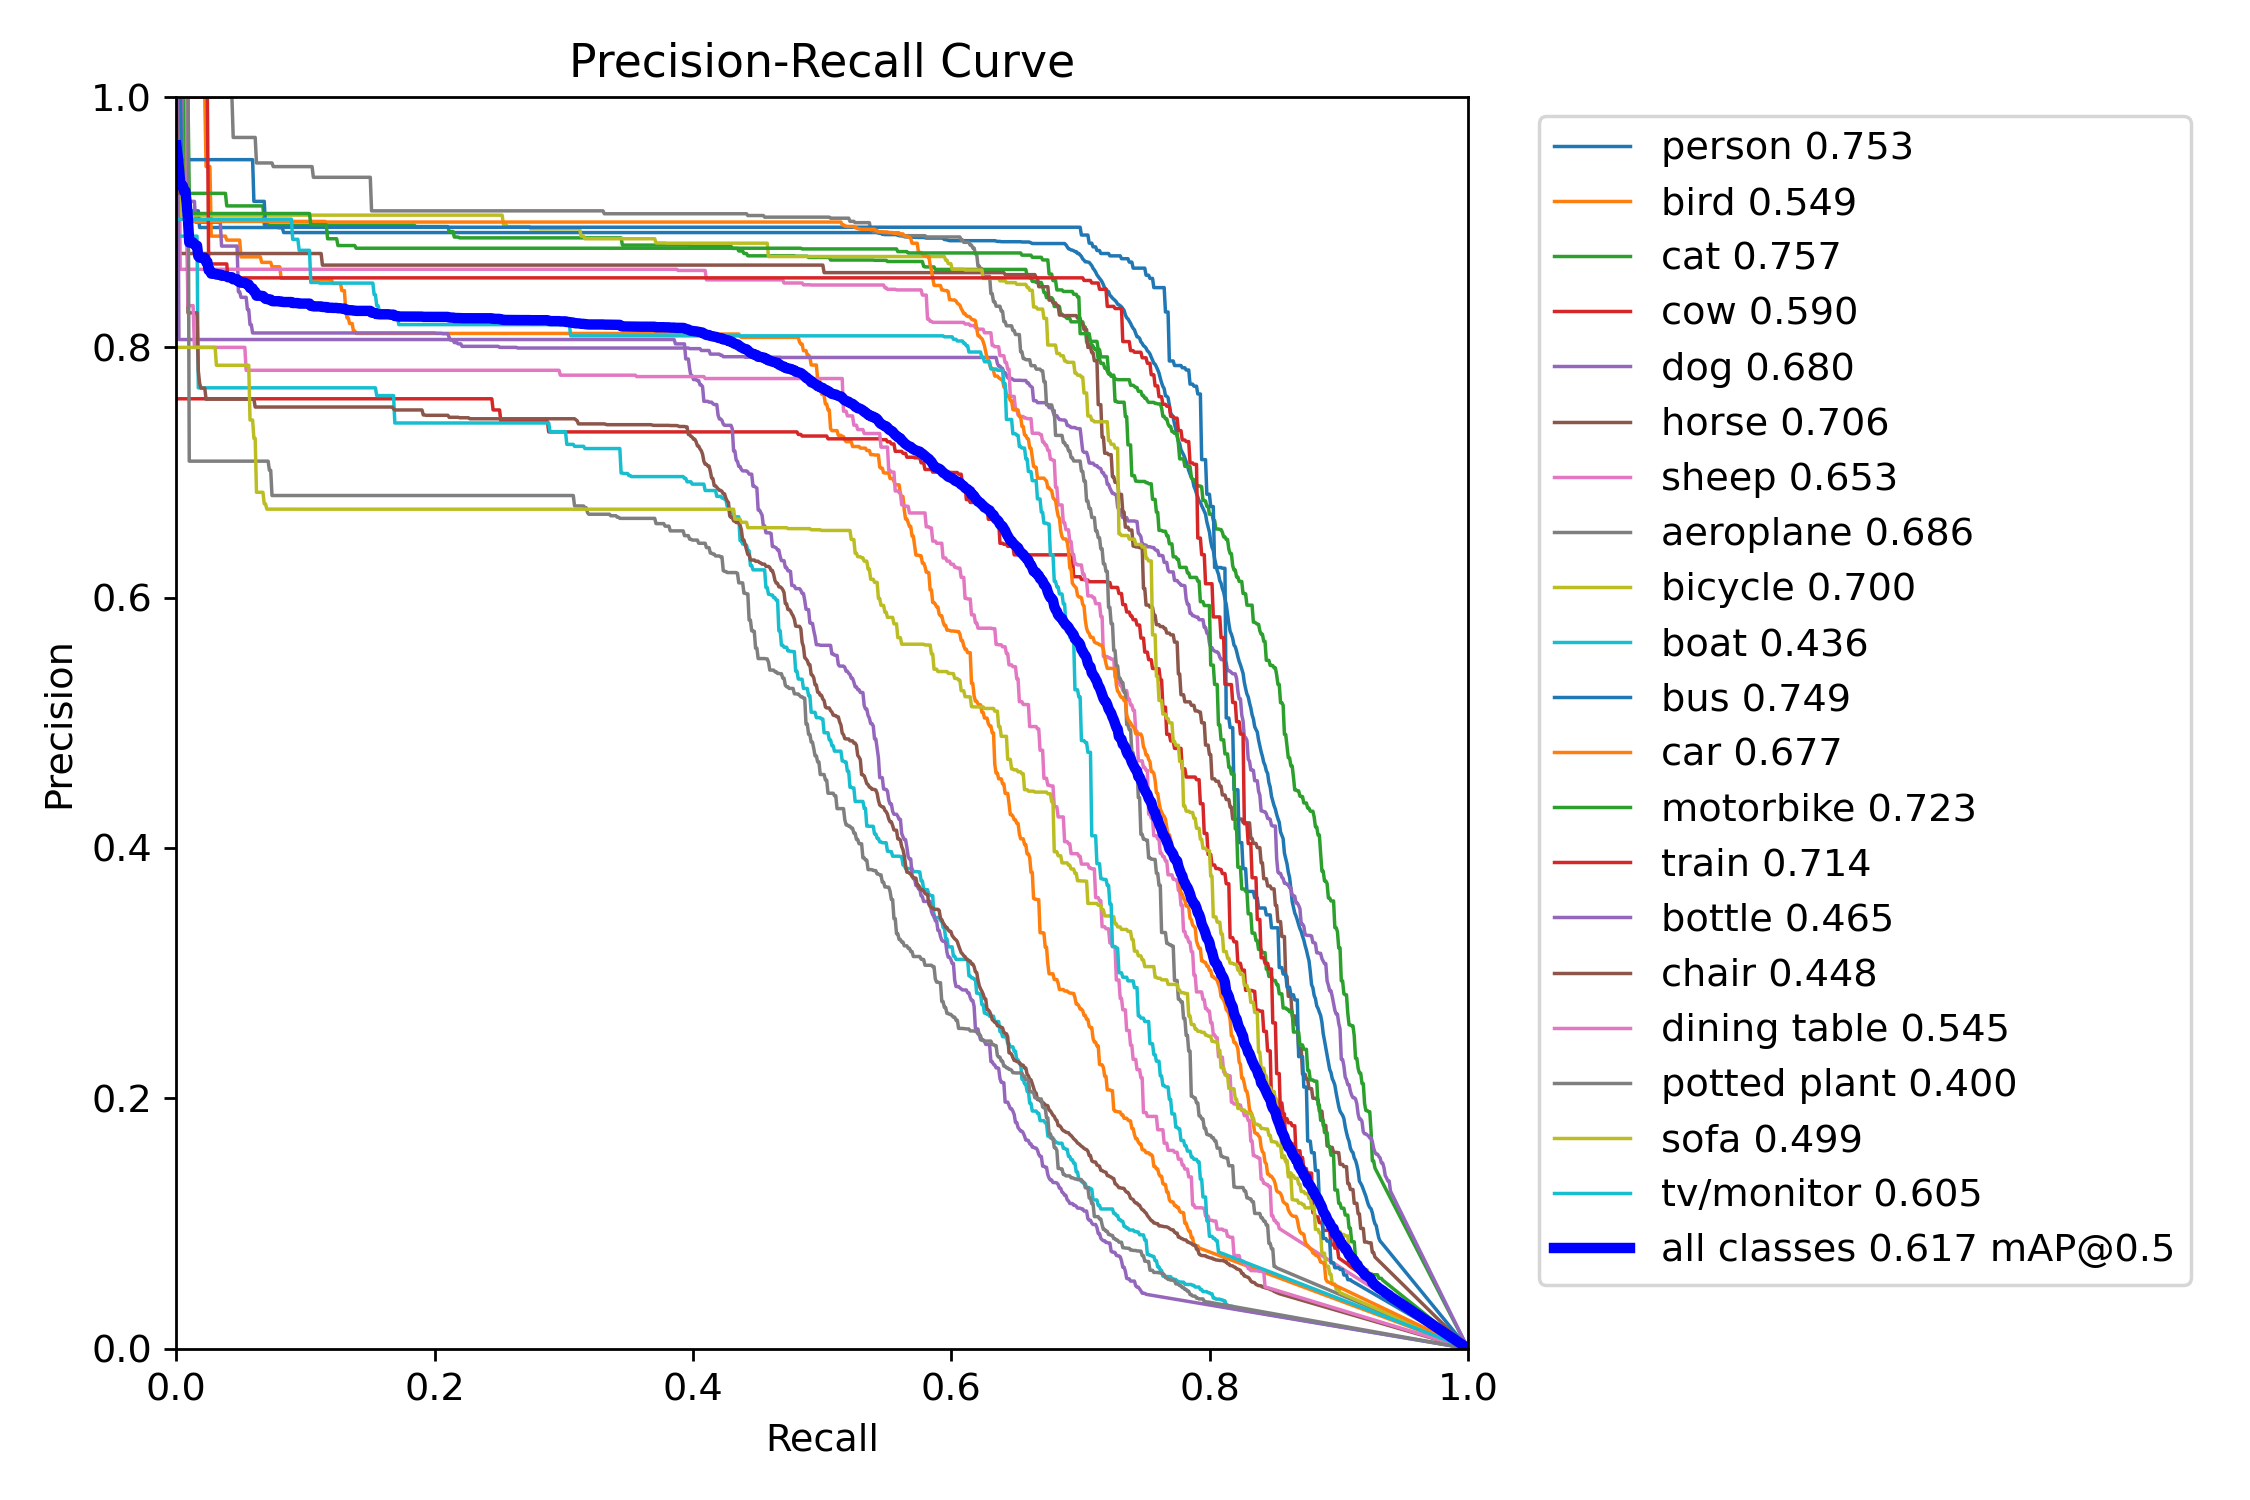 Precision-Recall Curve
1.0
0.8
0.6
0.4
0.2
0.0
Precision
0.0 0.2 0.4 0.6 0.8 1.0
Recall
person 0.753
bird 0.549
cat 0.757
cow 0.590
dog 0.680
horse 0.706
sheep 0.653
aeroplane 0.686
bicycle 0.700
boat 0.436
bus 0.749
car 0.677
motorbike 0.723
train 0.714
bottle 0.465
chair 0.448
dining table 0.545
potted plant 0.400
sofa 0.499
tv/monitor 0.605
all classes 0.617 mAP@0.5